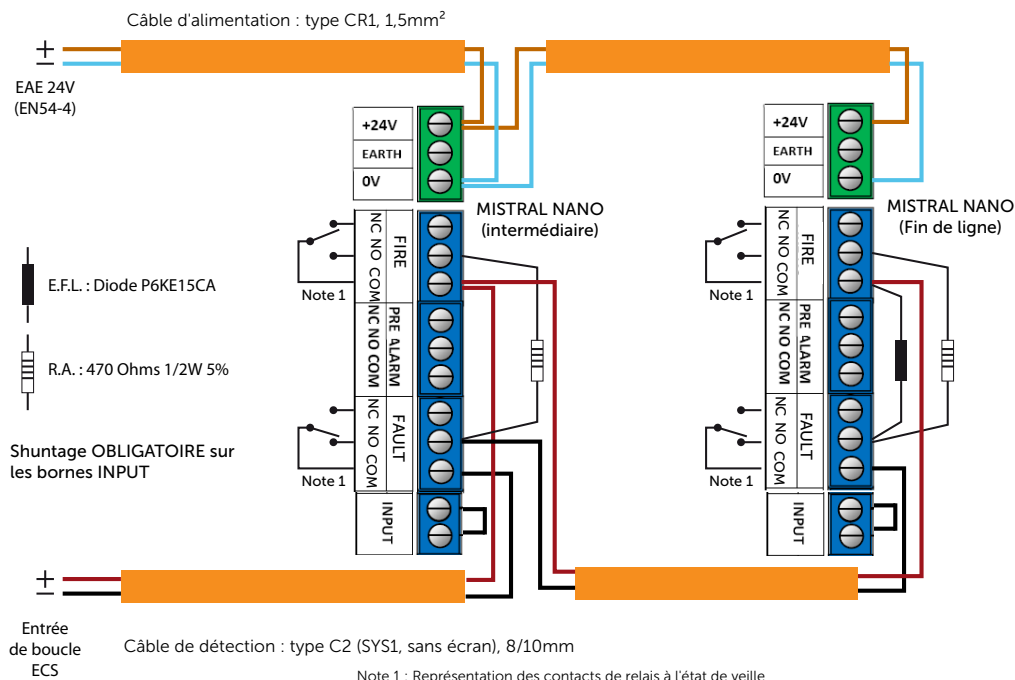 Câble d'alimentation : type CR1, 1,5mm²
±
EAE 24V
(EN54-4)
+24V
EARTH
0V
+24V
EARTH
0V
MISTRAL NANO
(intermédiaire)
MISTRAL NANO
(Fin de ligne)
NC NO COM
FIRE
Note 1
NC NO COM
PRE ALARM
NC NO COM
FAULT
Note 1
INPUT
NC NO COM
FIRE
Note 1
NC NO COM
PRE ALARM
NC NO COM
FAULT
Note 1
INPUT
E.F.L. : Diode P6KE15CA
R.A. : 470 Ohms 1/2W 5%
Shuntage OBLIGATOIRE sur
les bornes INPUT
±
Entrée
de boucle
ECS
Câble de détection : type C2 (SYS1, sans écran), 8/10mm
Note 1 : Représentation des contacts de relais à l'état de veille